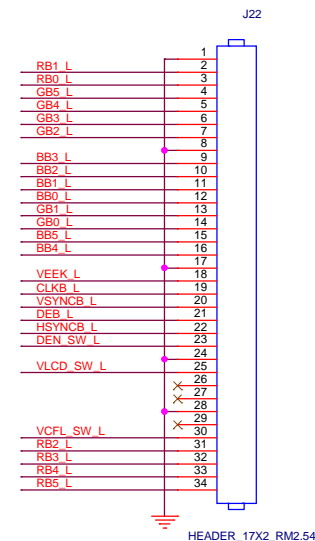 J22
1
RB1_L 2
RB0_L 3
GB5_L 4
GB4_L 5
GB3_L 6
GB2_L 7
8
BB3_L 9
BB2_L 10
BB1_L 11
BB0_L 12
GB1_L 13
GB0_L 14
BB5_L 15
BB4_L 16
17
VEEK_L 18
CLKB_L 19
VSYNCB_L 20
DEB_L 21
HSYNCB_L 22
DEN_SW_L 23
24
VLCD_SW_L 25
26
27
28
29
VCFL_SW_L 30
RB2_L 31
RB3_L 32
RB4_L 33
RB5_L 34
HEADER_17X2_RM2.54